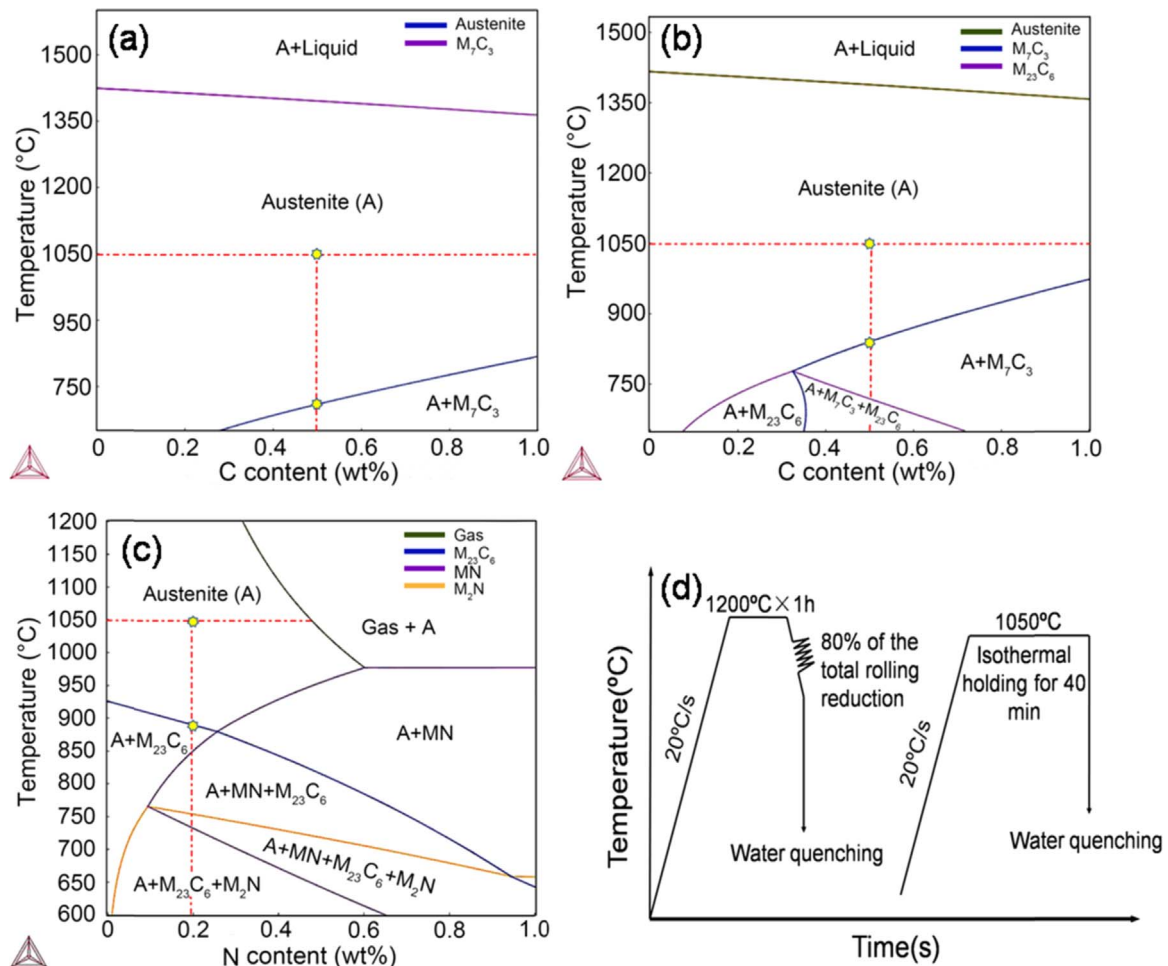 (a)
Austenite
M₇C₃
A+Liquid
Austenite (A)
A+M₇C₃
1500
1350
1200
1050
950
750
Temperature (°C)
0.2
0.4
0.6
0.8
1.0
C content (wt%)
(b)
Austenite
M₇C₃
M₂₃C₆
A+Liquid
Austenite (A)
A+M₇C₃
A+M₇C₃+M₂₃C₆
A+M₂₃C₆
1500
1350
1200
1050
900
750
Temperature (°C)
0
0.2
0.4
0.6
0.8
1.0
C content (wt%)
(c)
Gas
M₂₃C₆
MN
M₂N
Austenite (A)
Gas + A
A+MN
A+M₂₃C₆
A+MN+M₂₃C₆
A+MN+M₂₃C₆+M₂N
A+M₂₃C₆+M₂N
1200
1150
1100
1050
1000
950
900
850
800
750
700
650
600
Temperature (°C)
0
0.2
0.4
0.6
0.8
1.0
N content (wt%)
(d)
1200ºC×1h
80% of the
total rolling
reduction
20ºC/s
Water quenching
1050ºC
Isothermal
holding for 40
min
20ºC/s
Water quenching
Temperature(ºC)
Time(s)